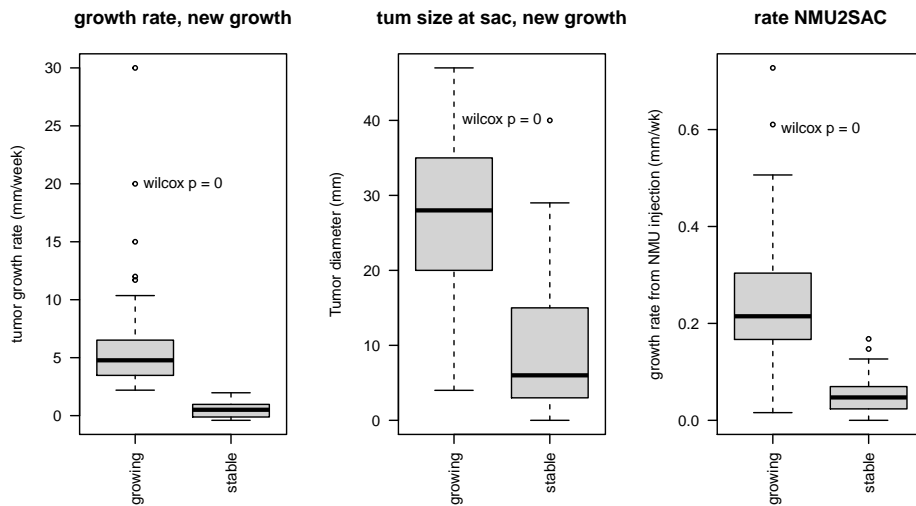 growth rate, new growth
tumor growth rate (mm/week)
30
25
20
15
10
5
0
wilcox p = 0
growing
stable
tum size at sac, new growth
Tumor diameter (mm)
40
30
20
10
0
wilcox p = 0
growing
stable
rate NMU2SAC
growth rate from NMU injection (mm/wk)
0.6
0.4
0.2
0.0
wilcox p = 0
growing
stable